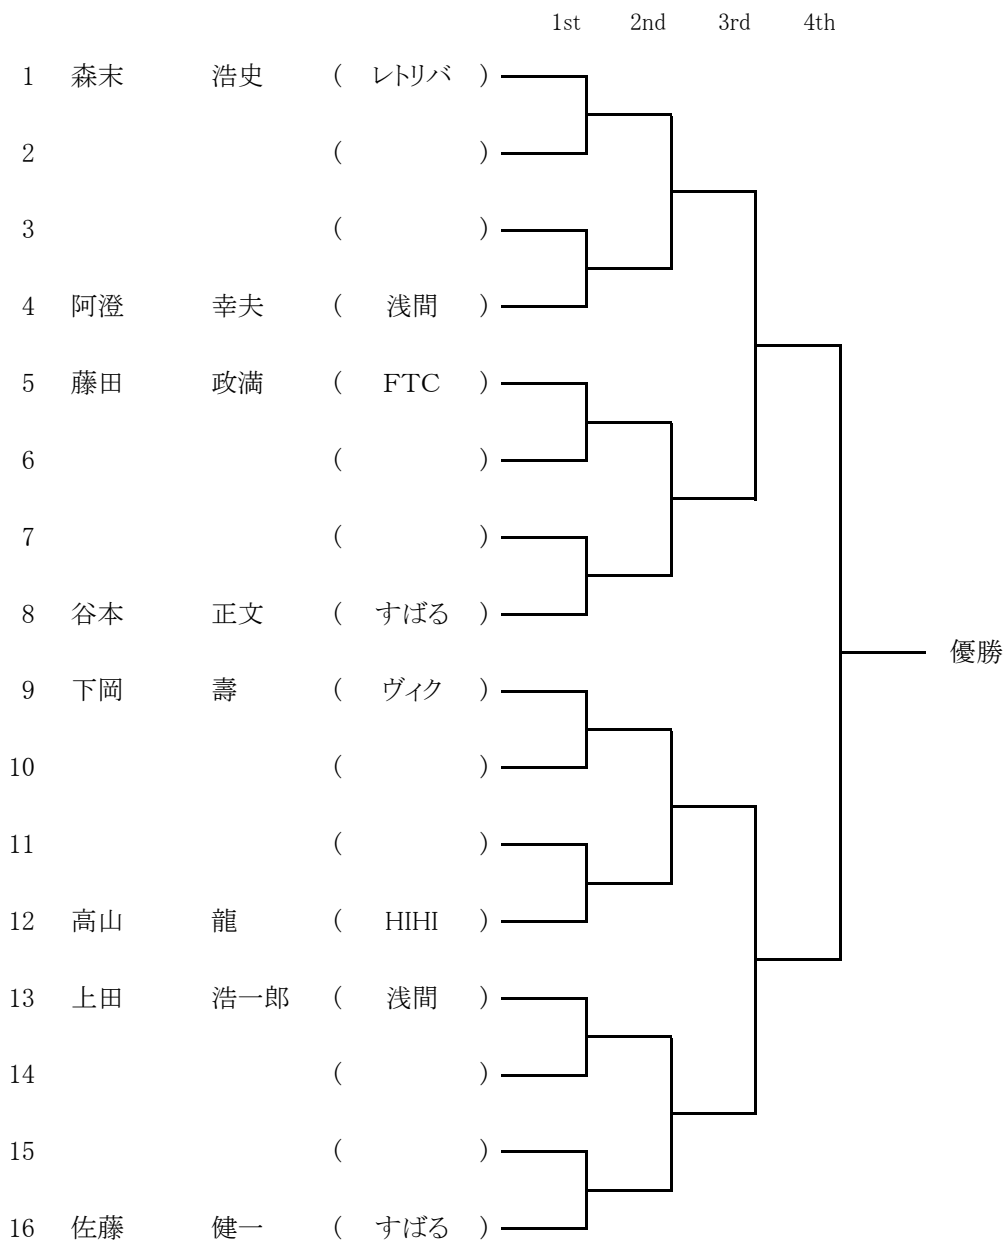 1st 2nd 3rd 4th
1 森末 浩史 ( レトリバ )
2 ( )
3 ( )
4 阿澄 幸夫 ( 浅間 )
5 藤田 政満 ( FTC )
6 ( )
7 ( )
8 谷本 正文 ( すばる )
優勝
9 下岡 壽 ( ヴィク )
10 ( )
11 ( )
12 高山 龍 ( HIHI )
13 上田 浩一郎 ( 浅間 )
14 ( )
15 ( )
16 佐藤 健一 ( すばる )